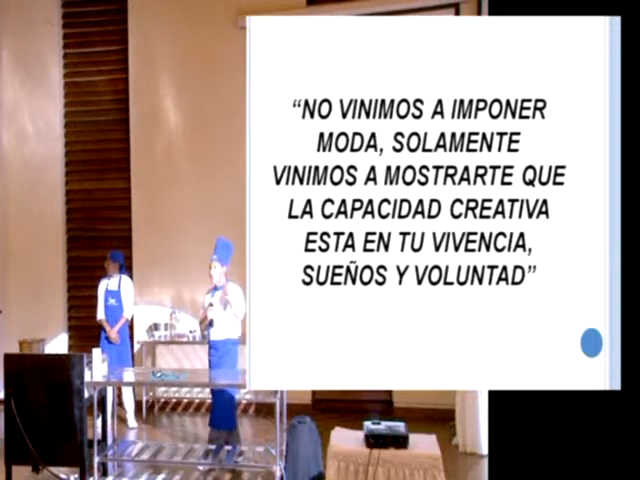 “NO VINIMOS A IMPONER
MODA, SOLAMENTE
VINIMOS A MOSTRARTE QUE
LA CAPACIDAD CREATIVA
ESTA EN TU VIVENCIA,
SUEÑOS Y VOLUNTAD”